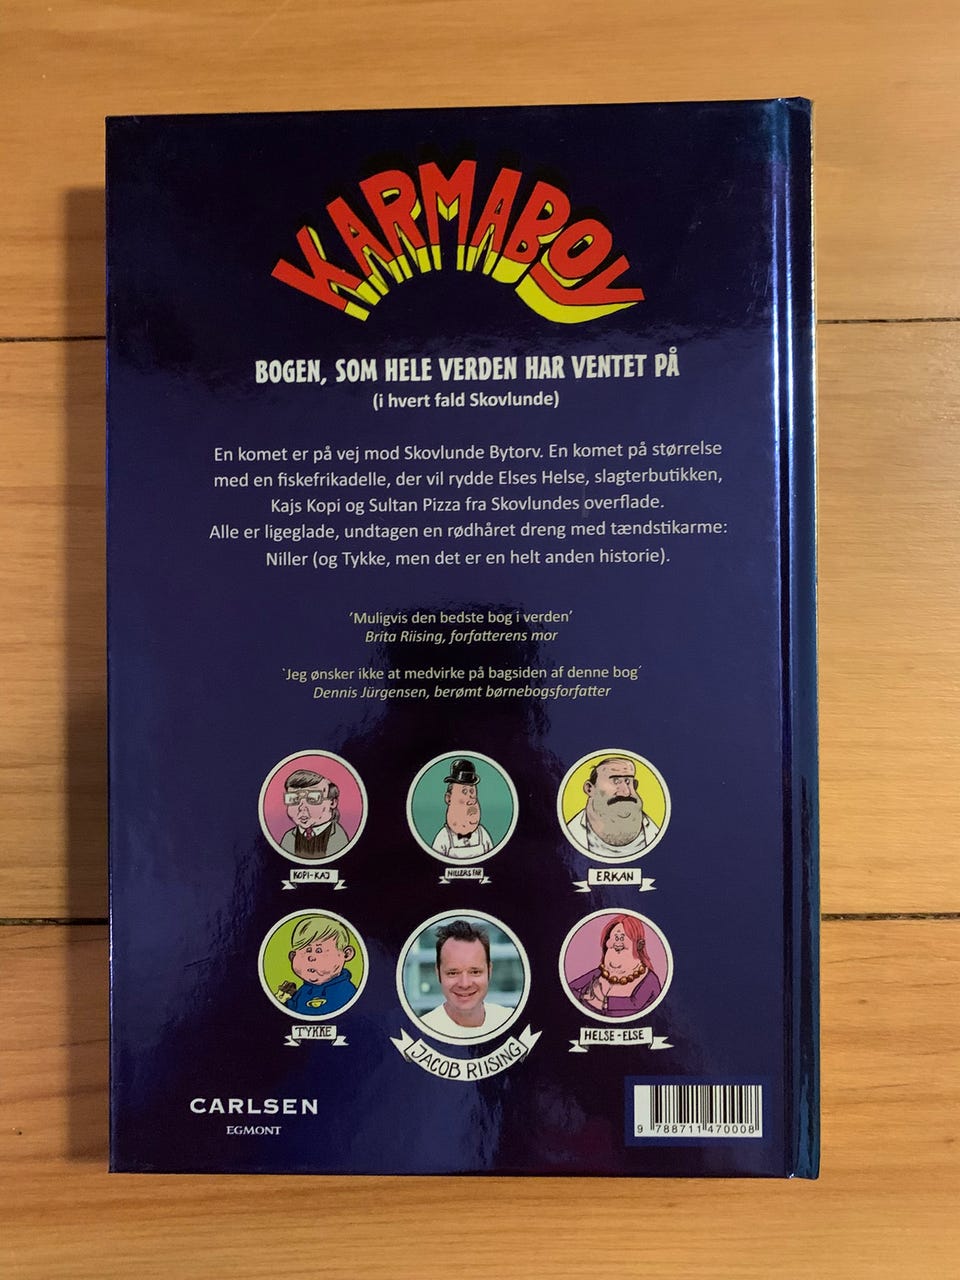 KARMABOY
BOGEN, SOM HELE VERDEN HAR VENTET PÅ
(i hvert fald Skovlunde)
En komet er på vej mod Skovlunde Bytorv. En komet på størrelse
med en fiskefrikadelle, der vil rydde Elses Helse, slagterbutikken,
Kajs Kopi og Sultan Pizza fra Skovlundes overflade.
Alle er ligeglade, undtagen en rødhåret dreng med tændstikarme:
Niller (og Tykke, men det er en helt anden historie).
'Muligvis den bedste bog i verden'
Brita Riising, forfatterens mor
`Jeg ønsker ikke at medvirke på bagsiden af denne bog´
Dennis Jürgensen, berømt børnebogsforfatter
KOPI-KAJ
NILLERS FAR
ERKAN
TYKKE
JACOB RIISING
HELSE-ELSE
CARLSEN
EGMONT
9 788711 470008